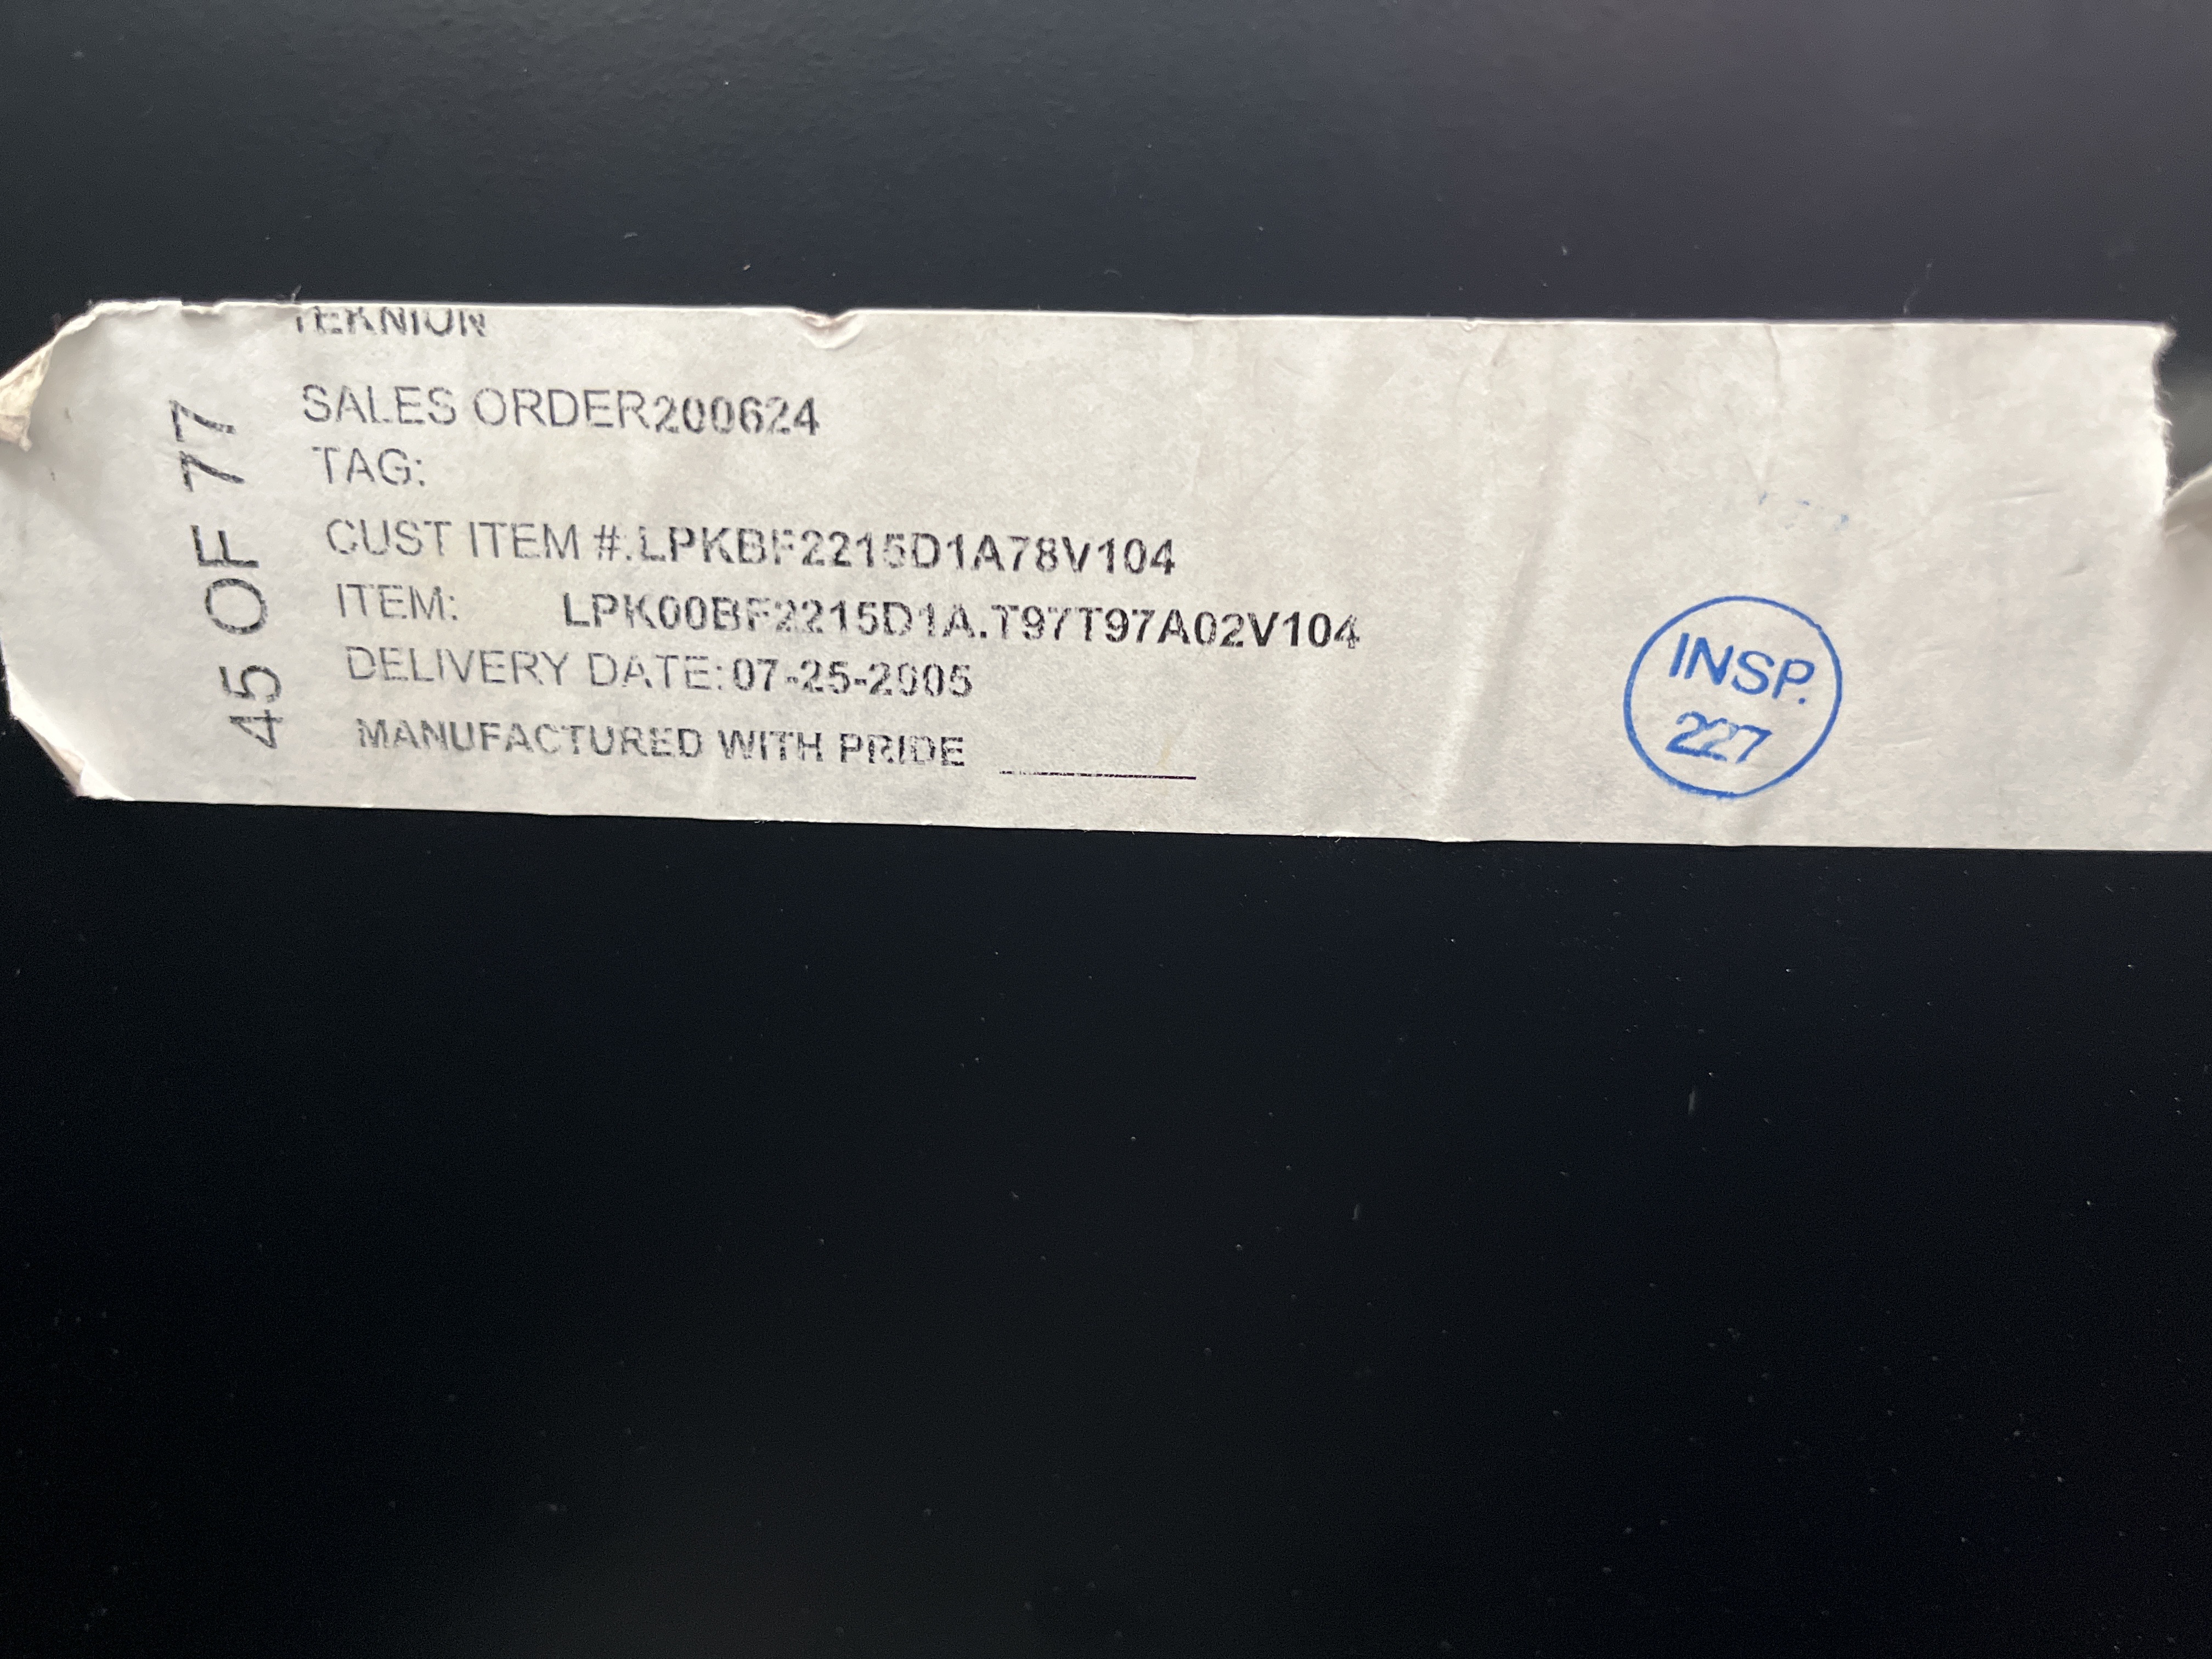 TEKNION
45 OF 77
SALES ORDER200624
TAG:
CUST ITEM #.LPKBF2215D1A78V104
ITEM: LPK00BF2215D1A.T97T97A02V104
DELIVERY DATE:07-25-2005
MANUFACTURED WITH PRIDE
INSP.
227